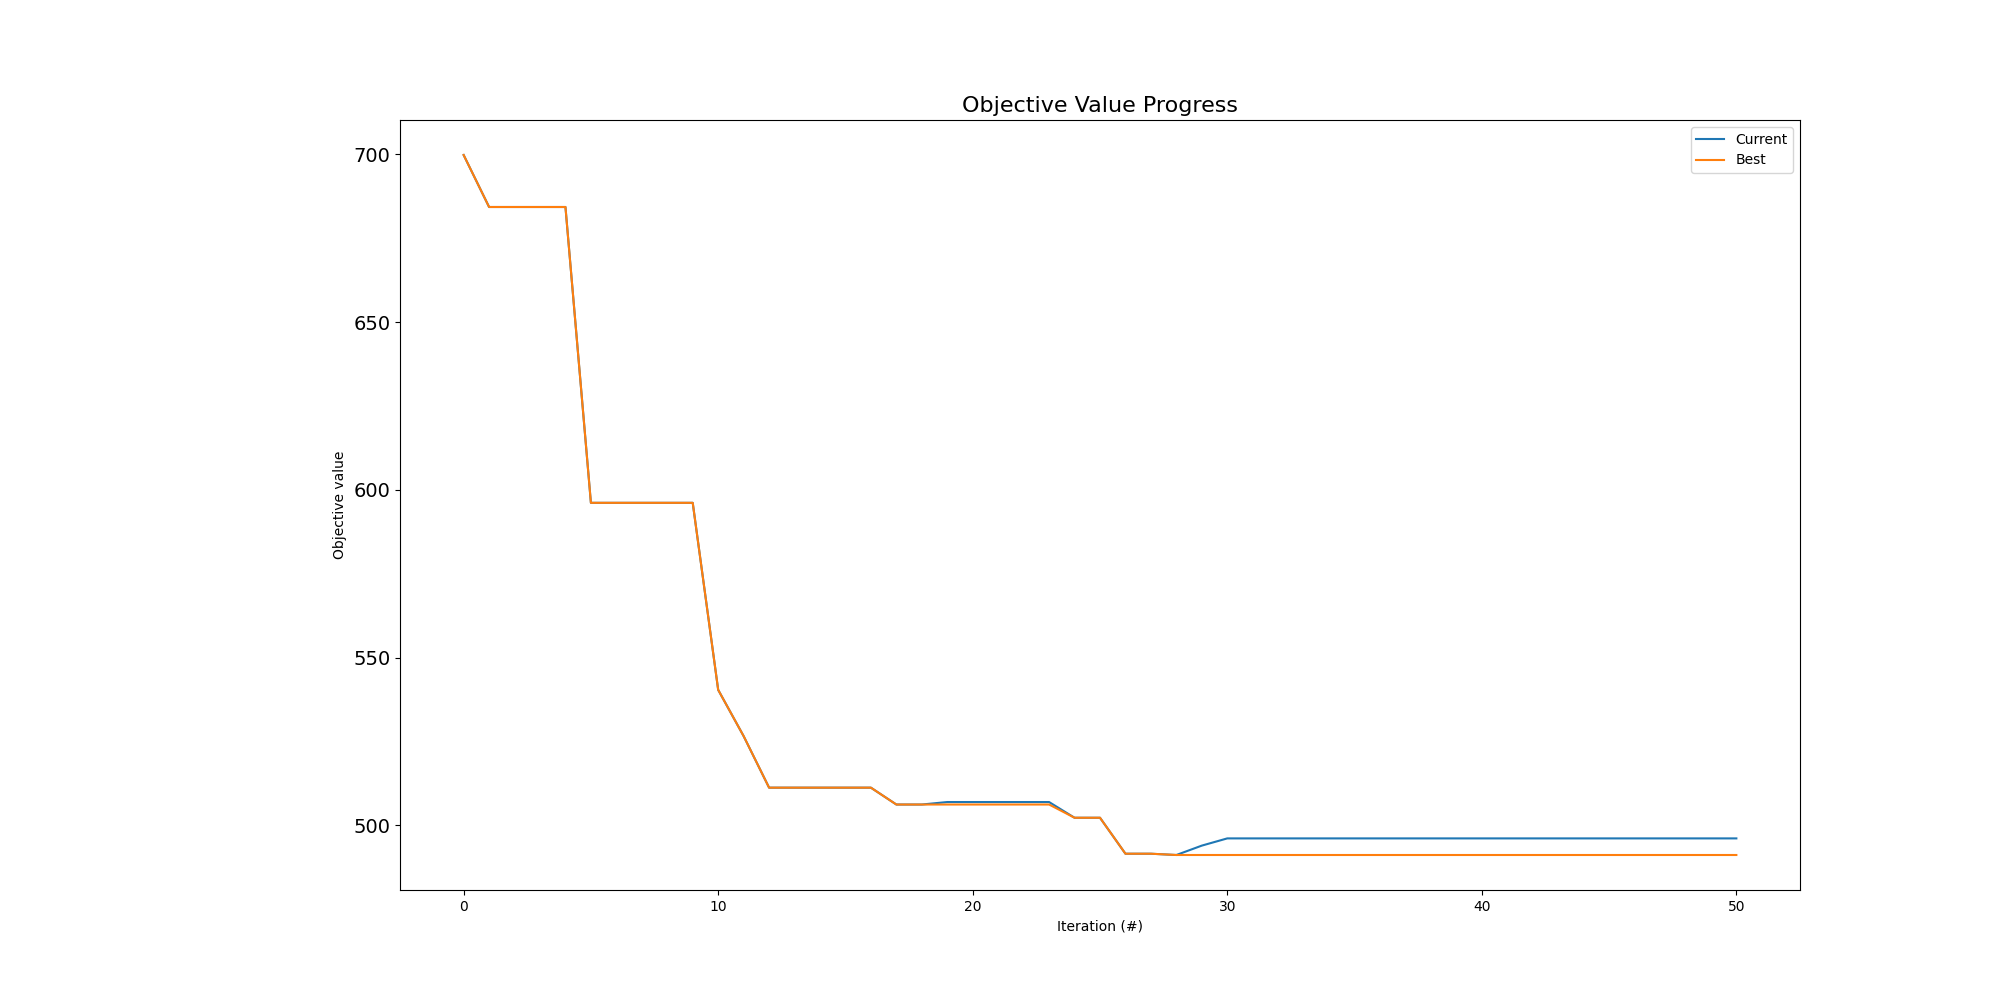 Objective Value Progress
Current
Best
700
650
600
550
500
Objective value
0 10 20 30 40 50
Iteration (#)